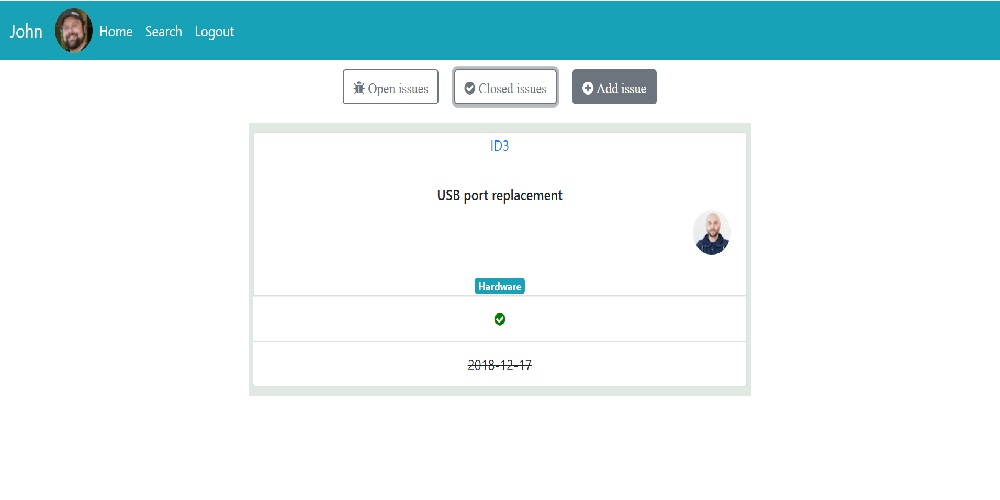 John Home Search Logout
Open issues Closed issues Add issue
ID3
USB port replacement
Hardware
2018-12-17